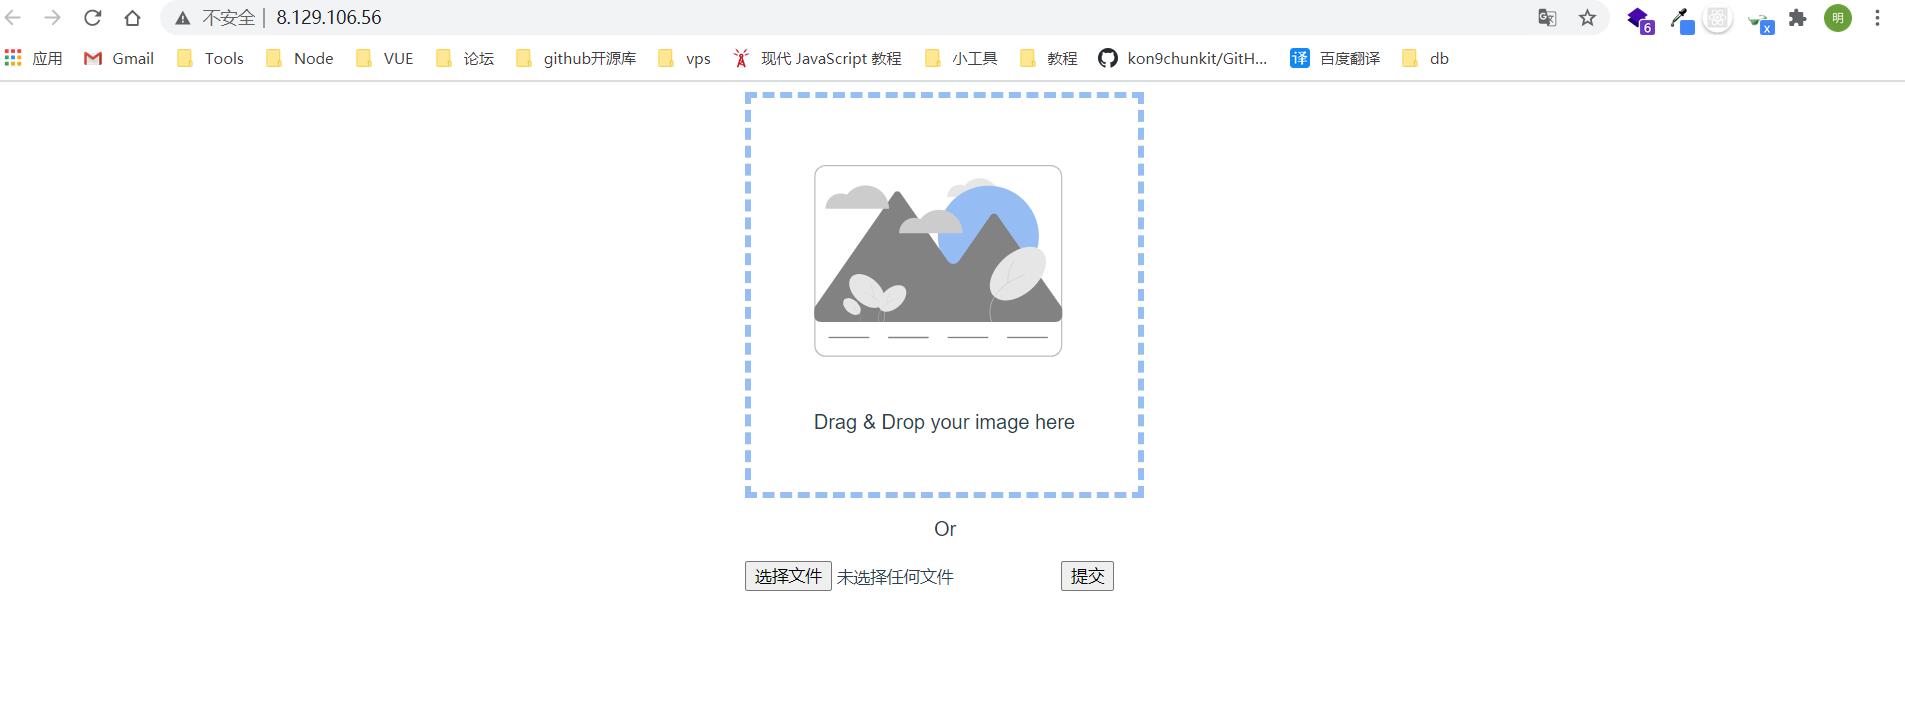 不安全 | 8.129.106.56
6
x
明
应用 Gmail Tools Node VUE 论坛 github开源库 vps 现代 JavaScript 教程 小工具 教程 kon9chunkit/GitH... 译 百度翻译 db
Drag & Drop your image here
Or
选择文件 未选择任何文件 提交